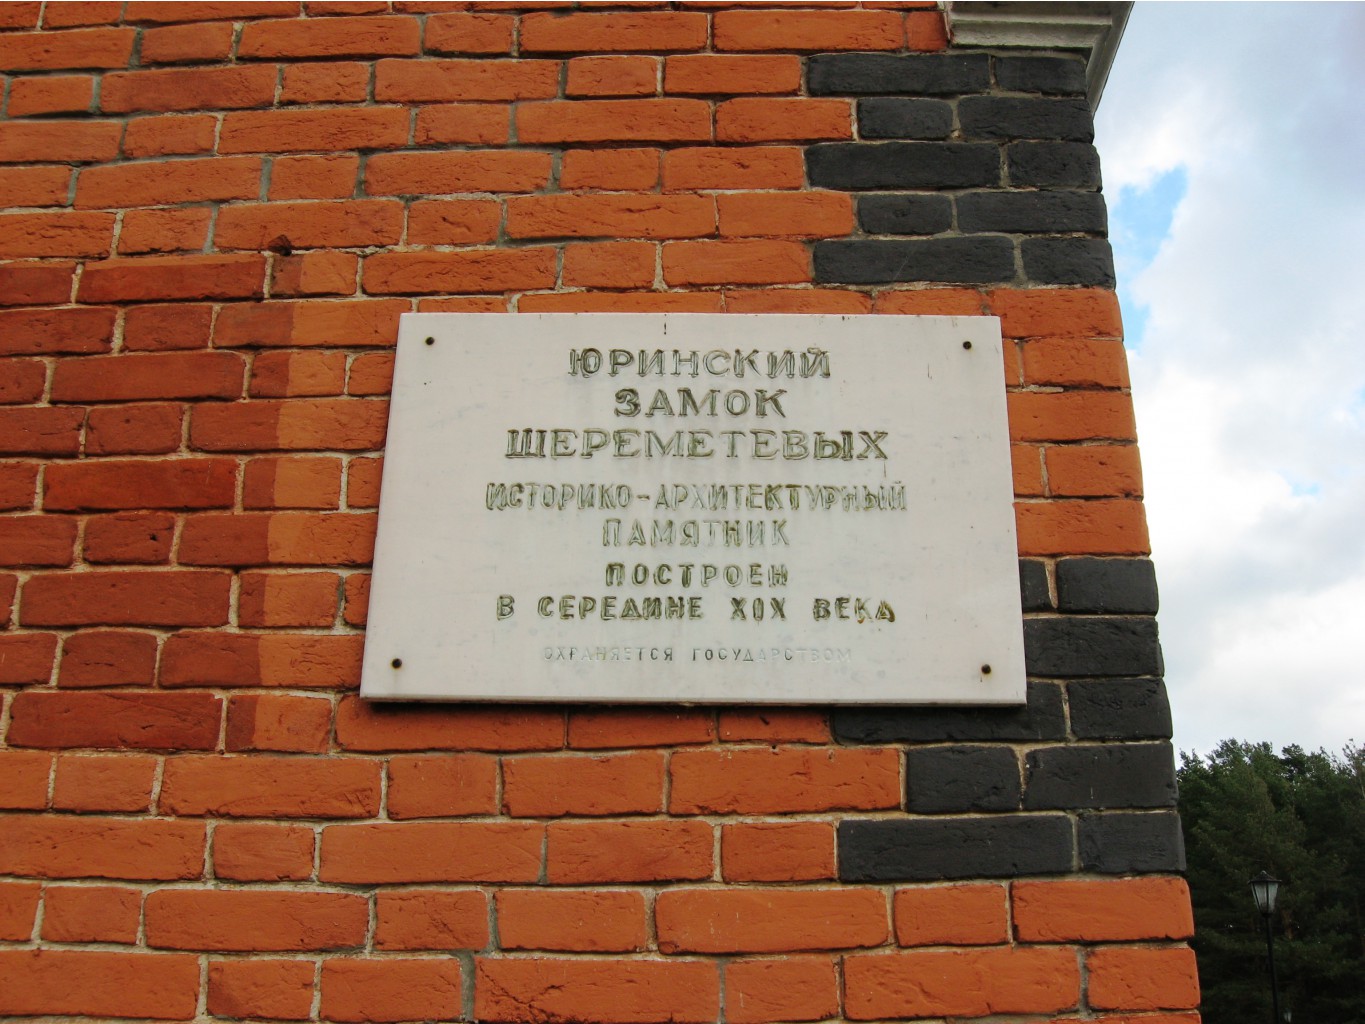 ЮРИНСКИЙ
ЗАМОК
ШЕРЕМЕТЕВЫХ
ИСТОРИКО-АРХИТЕКТУРНЫЙ
ПАМЯТНИК
ПОСТРОЕН
В СЕРЕДИНЕ XIX ВЕКА
ОХРАНЯЕТСЯ ГОСУДАРСТВОМ